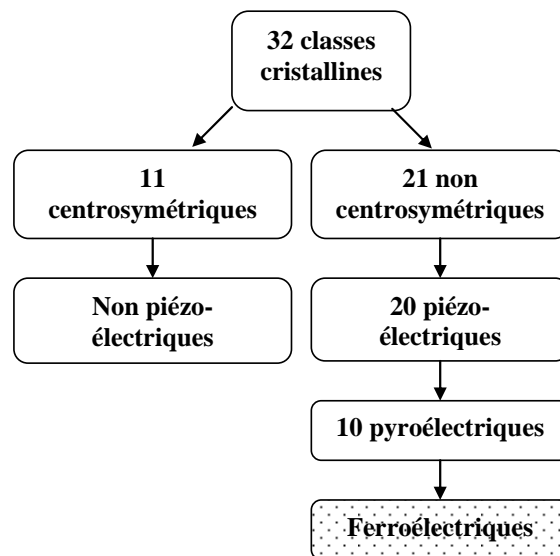 32 classes
cristallines
11
centrosymétriques
21 non
centrosymétriques
Non piézo-
électriques
20 piézo-
électriques
10 pyroélectriques
Ferroélectriques